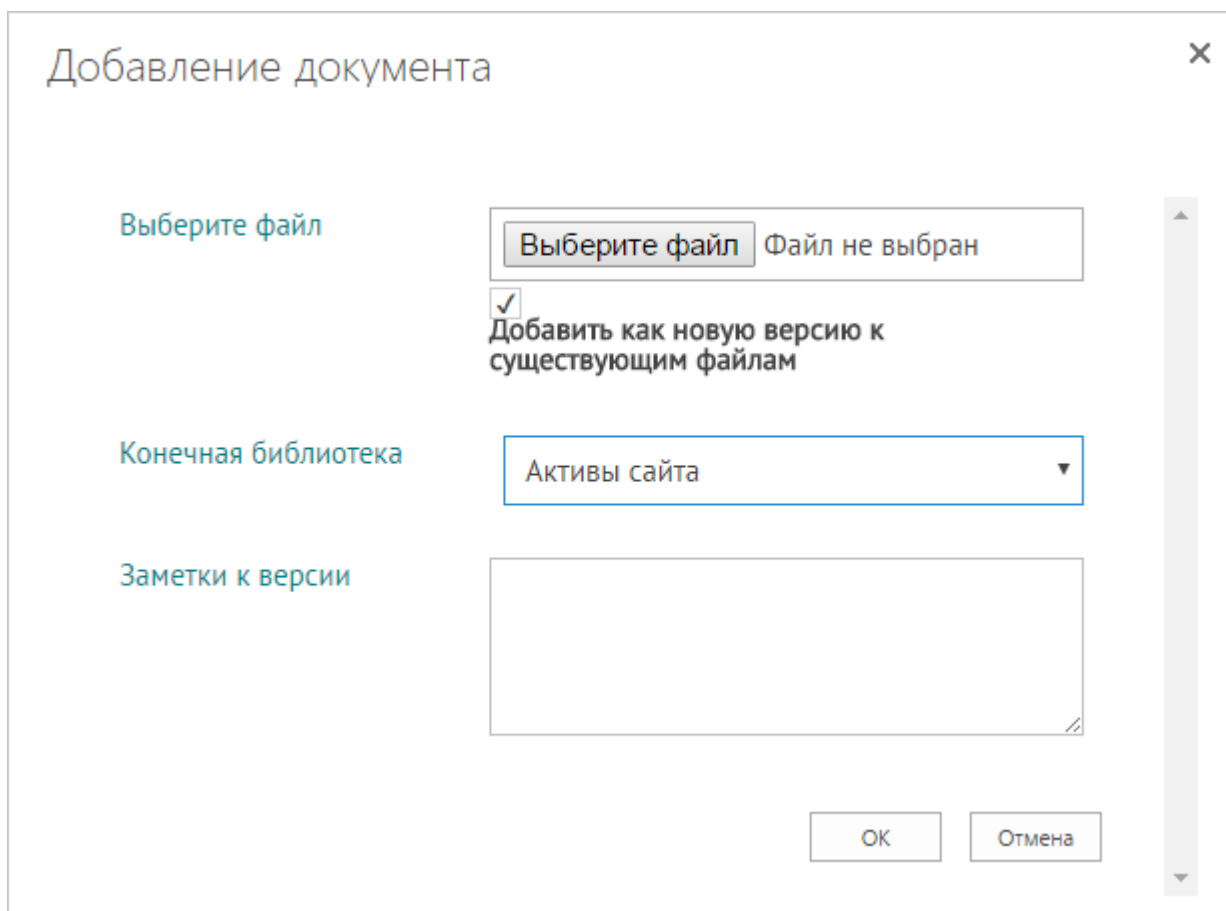 Добавление документа
Выберите файл
Выберите файл Файл не выбран
Добавить как новую версию к
существующим файлам
Конечная библиотека
Активы сайта
Заметки к версии
ОК
Отмена